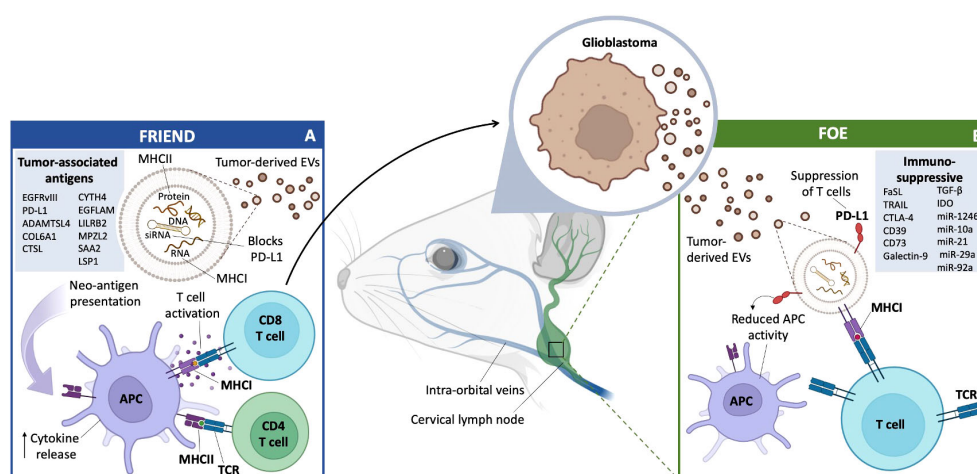 Glioblastoma
FRIEND
A
Tumor-associated
antigens
EGFRvIII
PD-L1
ADAMTSL4
COL6A1
CTSL
CYTH4
EGFLAM
LILRB2
MPZL2
SAA2
LSP1
MHCII
Tumor-derived EVs
Protein
DNA
siRNA
RNA
Blocks
PD-L1
MHCI
Neo-antigen
presentation
T cell
activation
CD8
T cell
MHCI
APC
CD4
T cell
↑ Cytokine
release
MHCII
TCR
Intra-orbital veins
Cervical lymph node
FOE
Suppression
of T cells
PD-L1
Immuno-
suppressive
FasL
TRAIL
CTLA-4
CD39
CD73
Galectin-9
TGF-β
IDO
miR-1246
miR-10a
miR-21
miR-29a
miR-92a
Tumor-
derived EVs
Reduced APC
activity
MHCI
APC
T cell
TCR